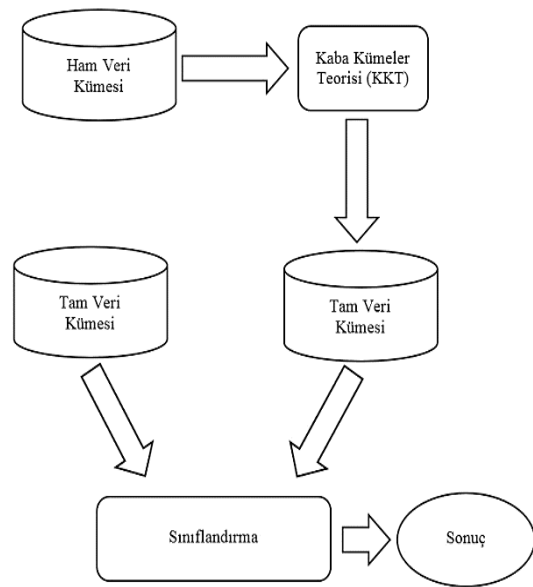 Ham Veri
Kümesi
Kaba Kümeler
Teorisi (KKT)
Tam Veri
Kümesi
Tam Veri
Kümesi
Sınıflandırma
Sonuç